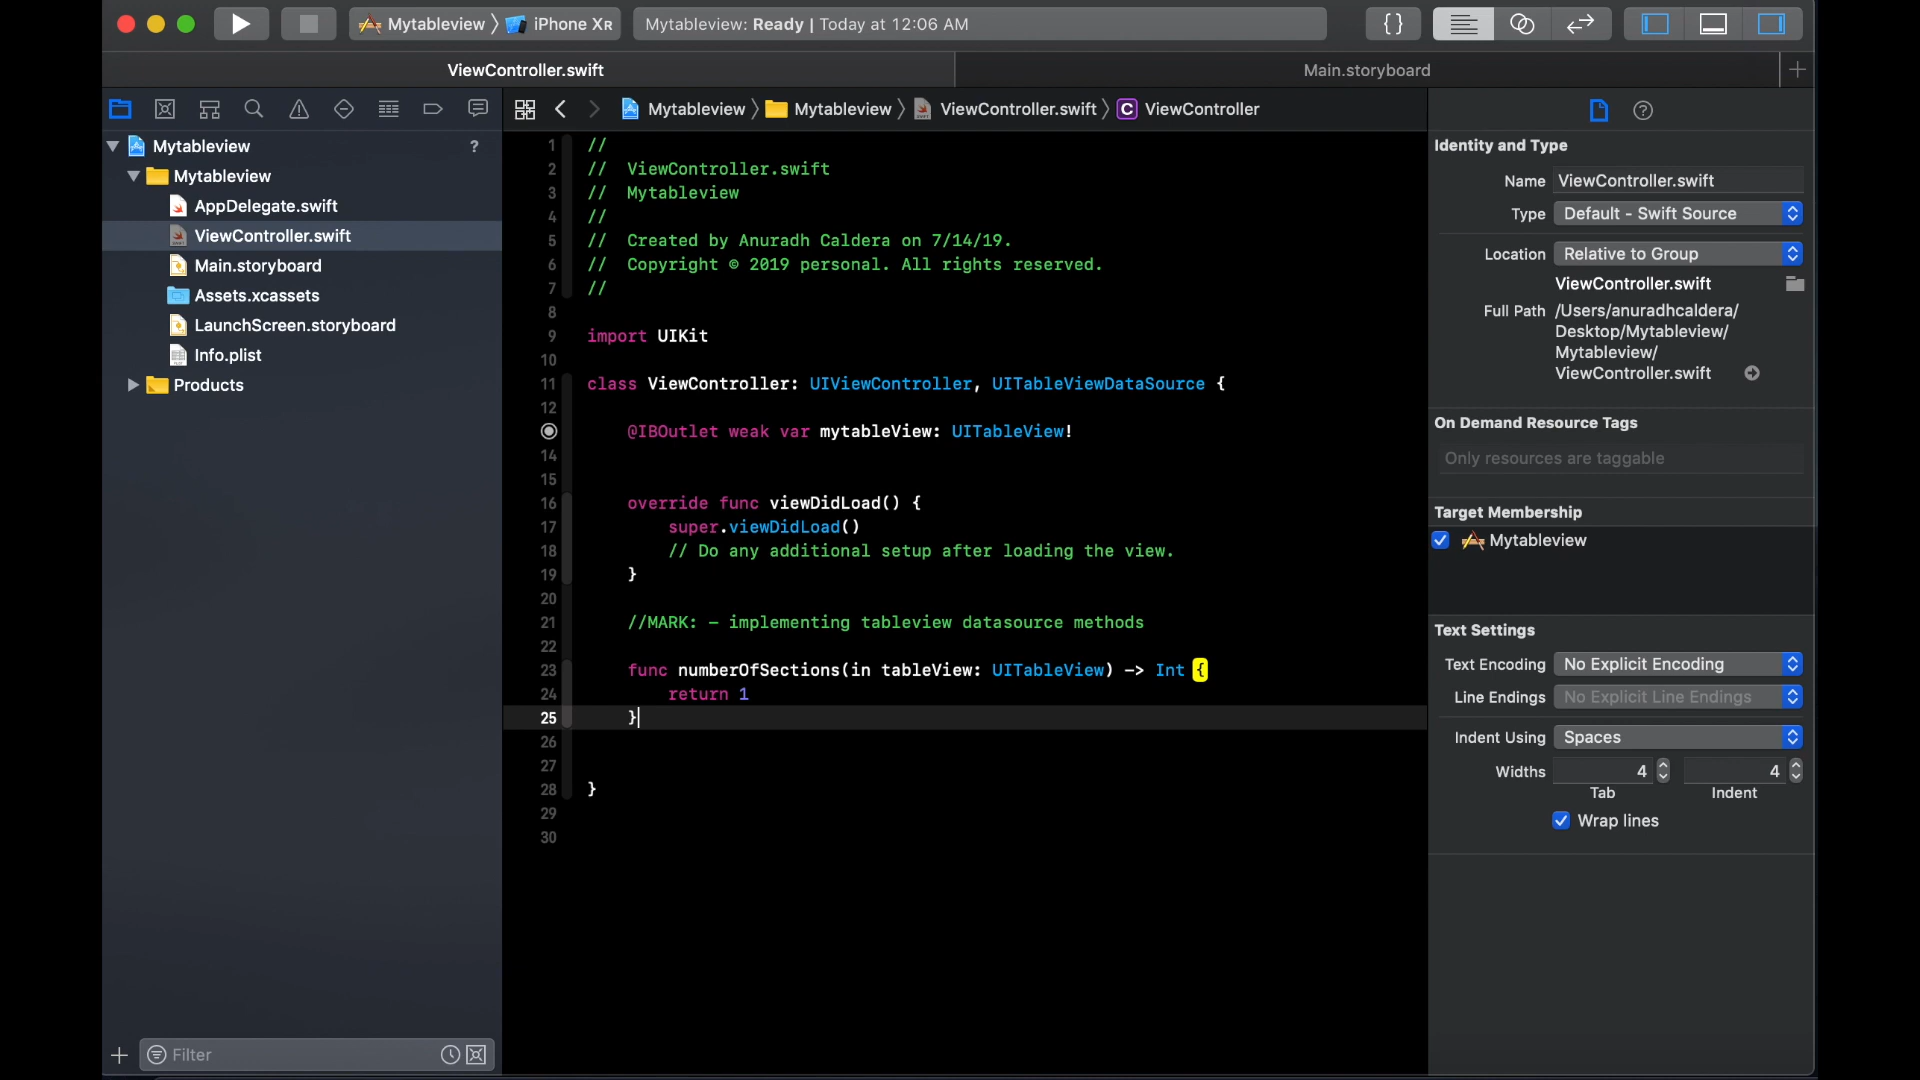 Mytableview
iPhone XR
Mytableview: Ready | Today at 12:06 AM
{}
ViewController.swift
Main.storyboard
Mytableview
Mytableview
ViewController.swift
C ViewController
Mytableview
?
Mytableview
AppDelegate.swift
ViewController.swift
Main.storyboard
Assets.xcassets
LaunchScreen.storyboard
Info.plist
Products
Filter
1 //
2 // ViewController.swift
3 // Mytableview
4 //
5 // Created by Anuradh Caldera on 7/14/19.
6 // Copyright © 2019 personal. All rights reserved.
7 //
8
9 import UIKit
10
11 class ViewController: UIViewController, UITableViewDataSource {
12
@IBOutlet weak var mytableView: UITableView!
14
15
16 override func viewDidLoad() {
17 super.viewDidLoad()
18 // Do any additional setup after loading the view.
19 }
20
21 //MARK: - implementing tableview datasource methods
22
23 func numberOfSections(in tableView: UITableView) -> Int {
24 return 1
25 }
26
27
28 }
29
30
?
Identity and Type
Name ViewController.swift
Type Default - Swift Source
Location Relative to Group
ViewController.swift
Full Path /Users/anuradhcaldera/
Desktop/Mytableview/
Mytableview/
ViewController.swift
On Demand Resource Tags
Only resources are taggable
Target Membership
Mytableview
Text Settings
Text Encoding No Explicit Encoding
Line Endings No Explicit Line Endings
Indent Using Spaces
Widths 4 4
Tab Indent
Wrap lines